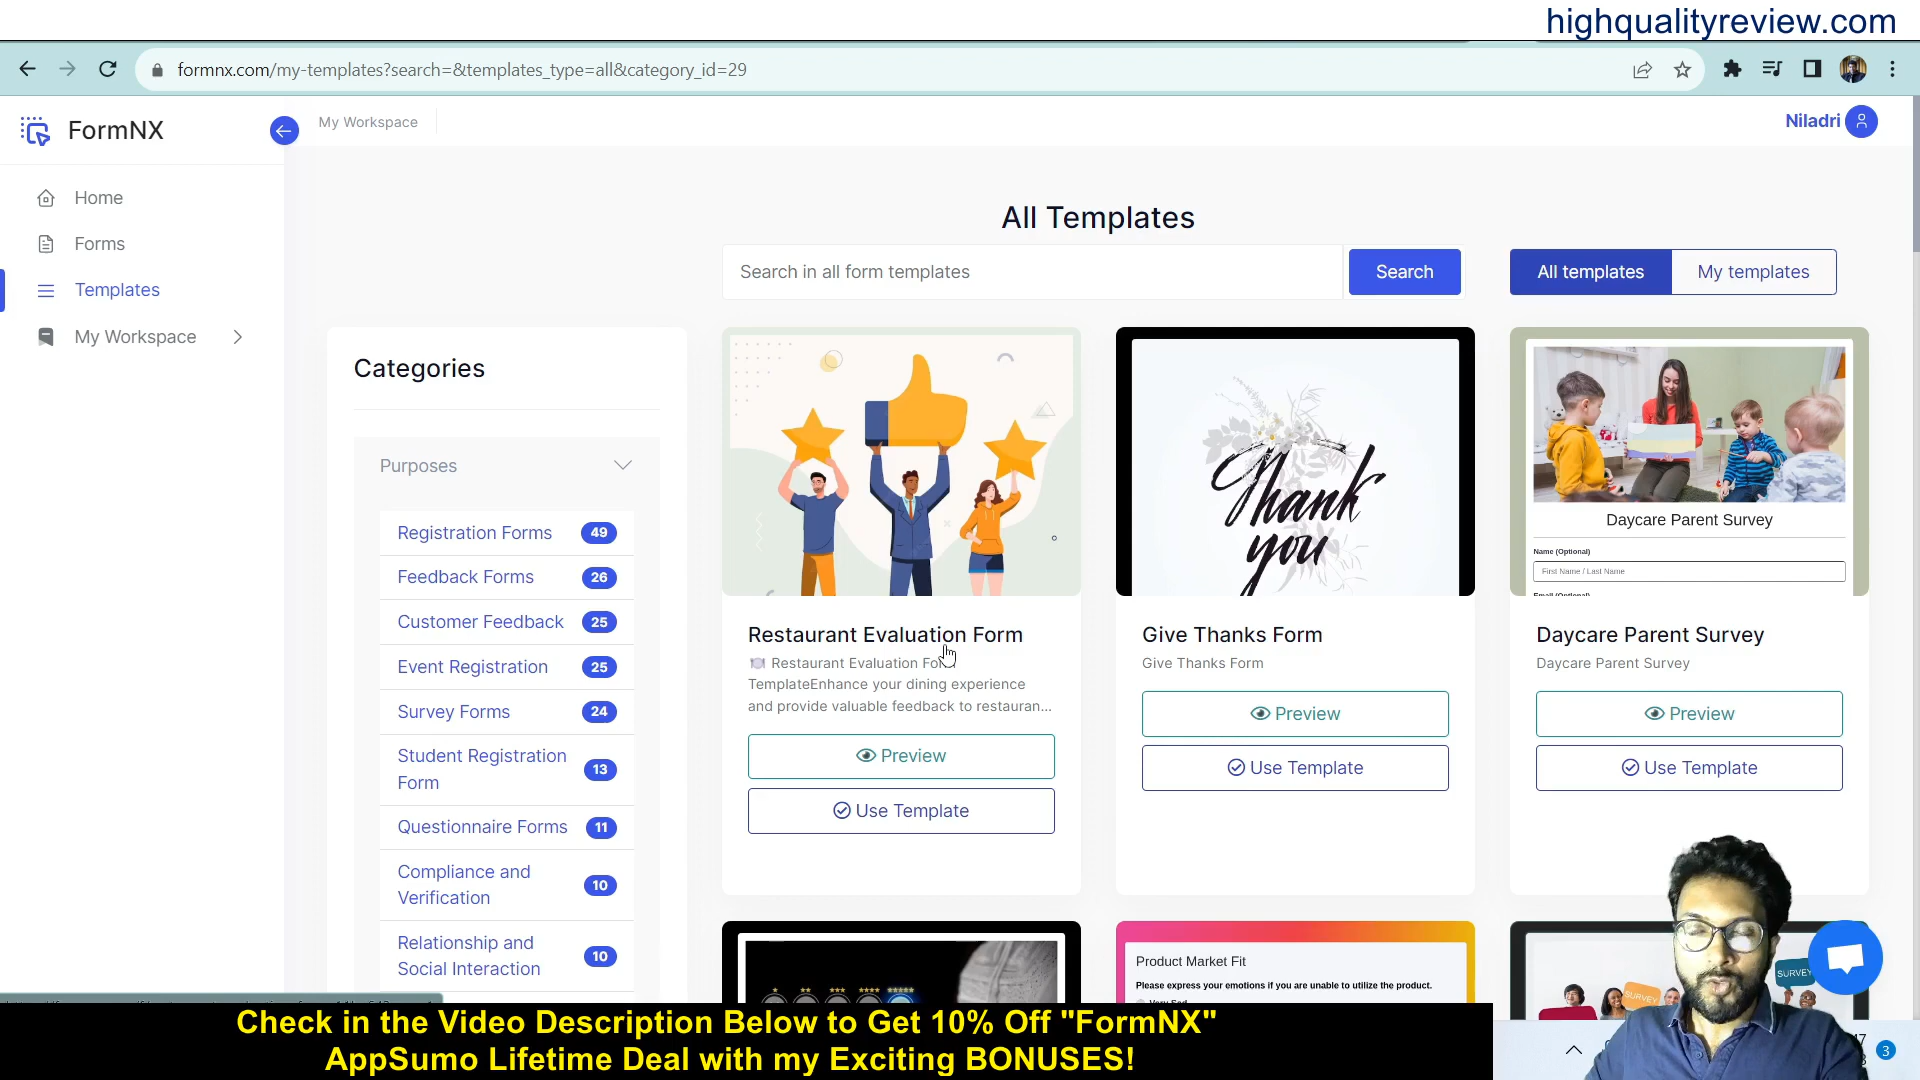 highqualityreview.com
formnx.com/my-templates?search=&templates_type=all&category_id=29
FormNX
My Workspace
Niladri
Home
Forms
Templates
My Workspace
All Templates
Search in all form templates
Search
All templates
My templates
Categories
Purposes
Registration Forms 49
Feedback Forms 26
Customer Feedback 25
Event Registration 25
Survey Forms 24
Student Registration
Form
13
Questionnaire Forms 11
Compliance and
Verification
10
Relationship and
Social Interaction
10
Restaurant Evaluation Form
Restaurant Evaluation
TemplateEnhance your dining experience
and provide valuable feedback to restauran...
Preview
Use Template
Thank
you
Give Thanks Form
Give Thanks Form
Preview
Use Template
Daycare Parent Survey
Name (Optional)
First Name / Last Name
Email (Optional)
Daycare Parent Survey
Daycare Parent Survey
Preview
Use Template
Product Market Fit
Please express your emotions if you are unable to utilize the product.
Very Sad
SURVEY
SURVEY
Check in the Video Description Below to Get 10% Off "FormNX"
AppSumo Lifetime Deal with my Exciting BONUSES!
3